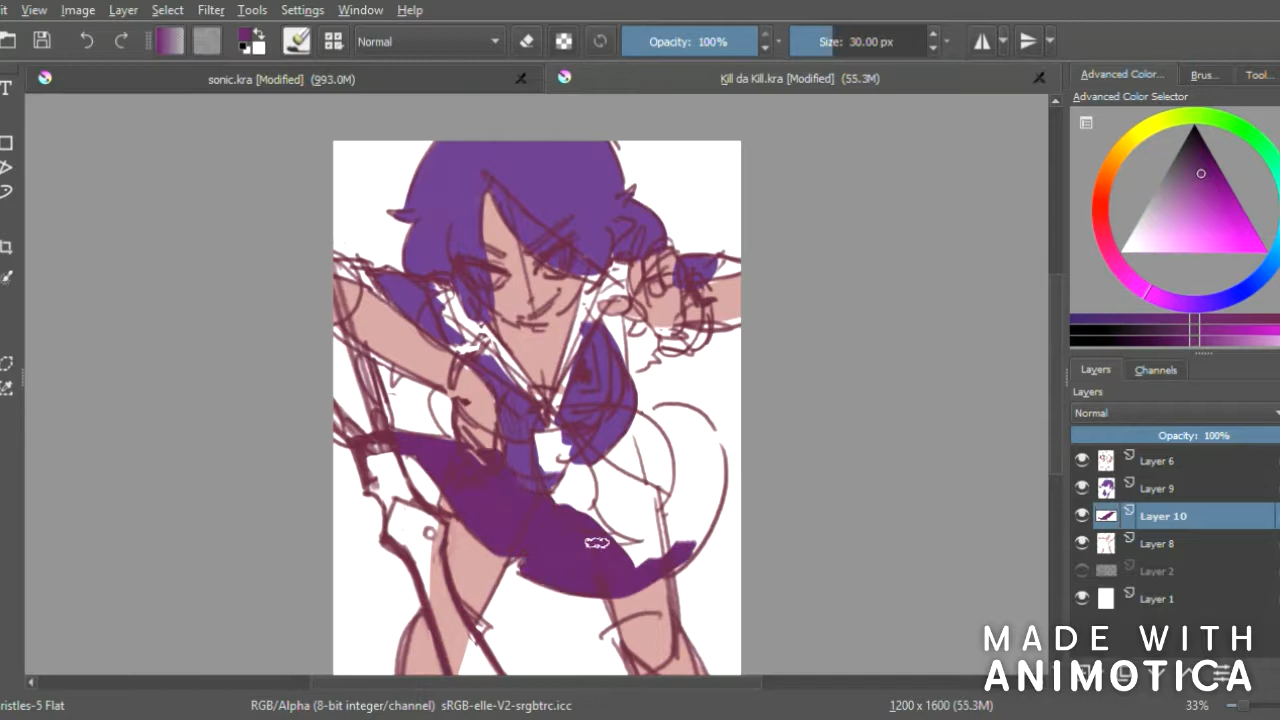 it View Image Layer Select Filter Tools Settings Window Help
Normal Opacity: 100% Size: 30.00 px
sonic.kra [Modified] (993.0M) Kill da Kill.kra [Modified] (55.3M)
Advanced Color... Brus... Tool...
Advanced Color Selector
Layers Channels
Layers
Normal
Opacity: 100%
Layer 6
Layer 9
Layer 10
Layer 8
Layer 2
Layer 1
MADE WITH
ANIMOTICA
ristles-5 Flat RGB/Alpha (8-bit integer/channel) sRGB-elle-V2-srgbtrc.icc 1200 x 1600 (55.3M) 33%